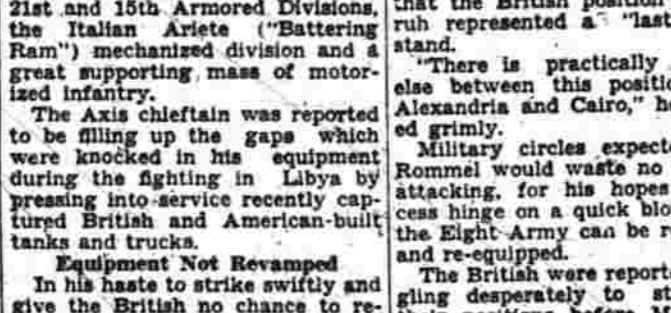 21st and 15th Armored Divisions,
the Italian Ariete ("Battering
Ram") mechanized division and a
great supporting mass of motor-
ized infantry.
The Axis chieftain was reported
to be filling up the gaps which
were knocked in his equipment
during the fighting in Libya by
pressing into service recently cap-
tured British and American-built
tanks and trucks.
Equipment Not Revamped
In his haste to strike swiftly and
give the British no chance to re-
that the British position
ruh represented a "last
stand.
"There is practically
else between this positio
Alexandria and Cairo," h
ed grimly.
Military circles expecte
Rommel would waste no
attacking, for his hopes
cess hinge on a quick blo
the Eight Army can be r
and re-equipped.
The British were report
gling desperately to st
their positions before